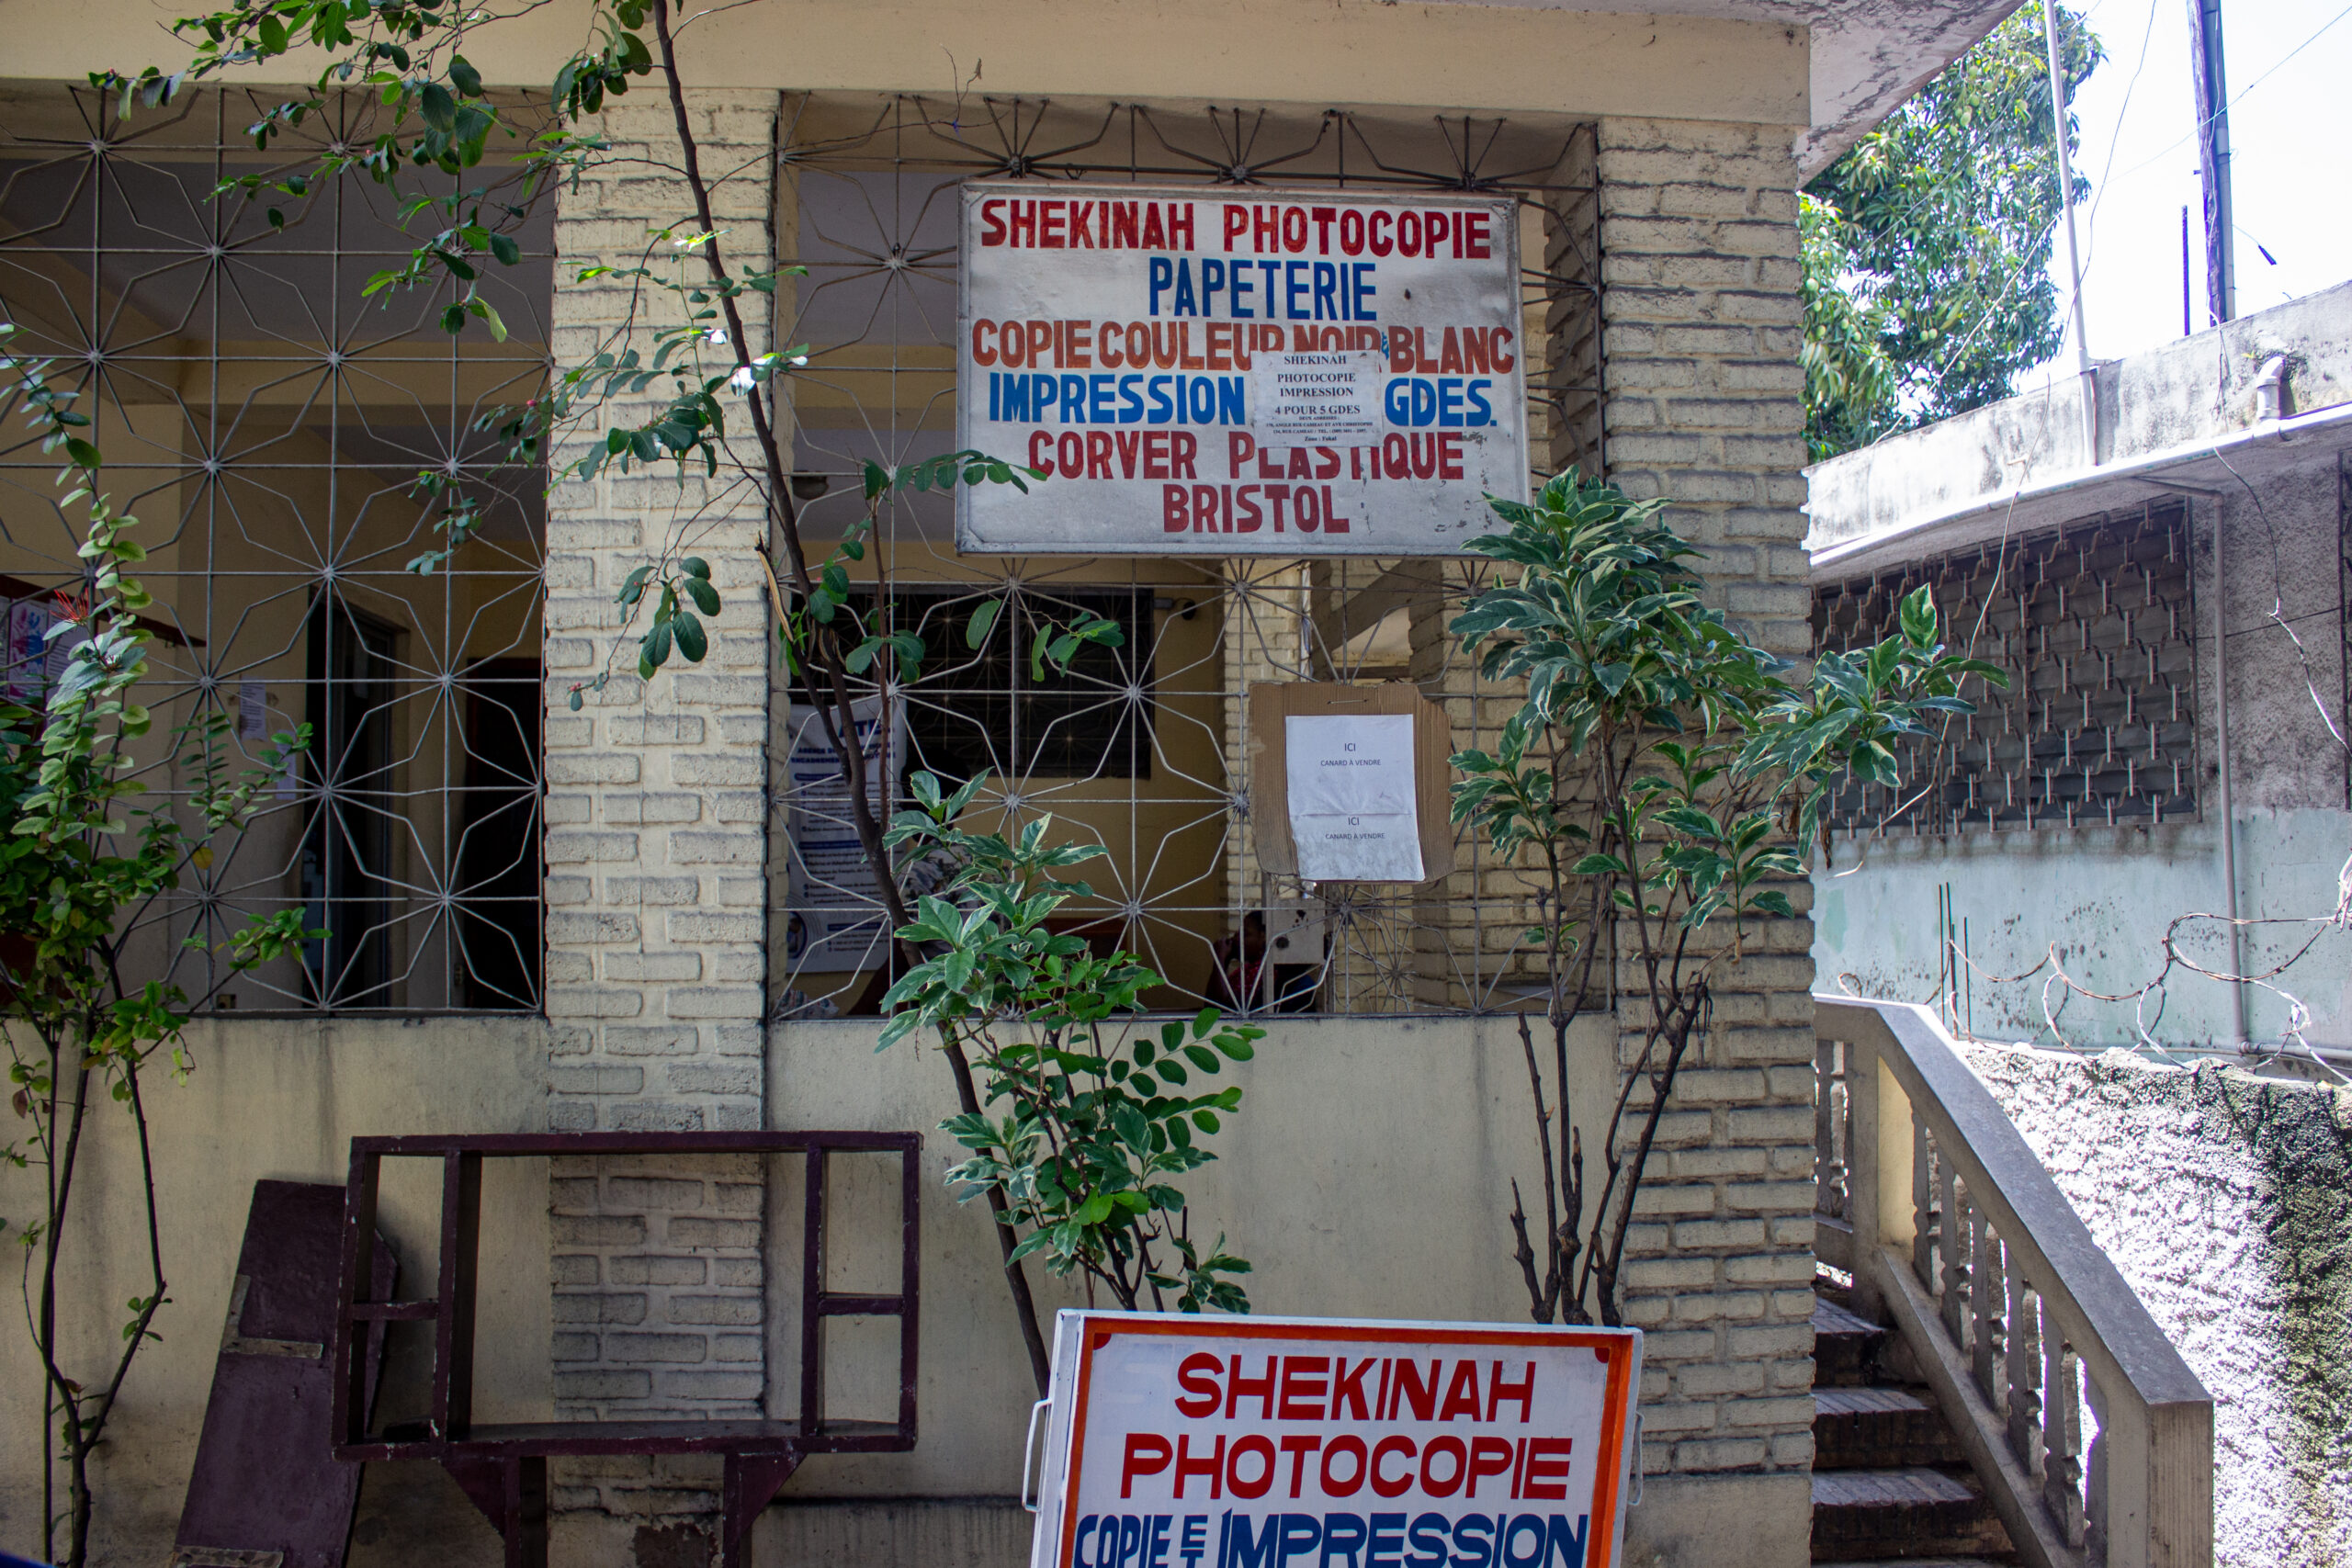 SHEKINAH PHOTOCOPIE
PAPETERIE
COPIE COULEUR NOIR & BLANC
IMPRESSION GDES.
SHEKINAH
PHOTOCOPIE
IMPRESSION
4 POUR 5 GDES
CORVER PLASTIQUE
BRISTOL
ICI
CANARD À VENDRE
ICI
CANARD À VENDRE
SHEKINAH
PHOTOCOPIE
COPIE ET IMPRESSION